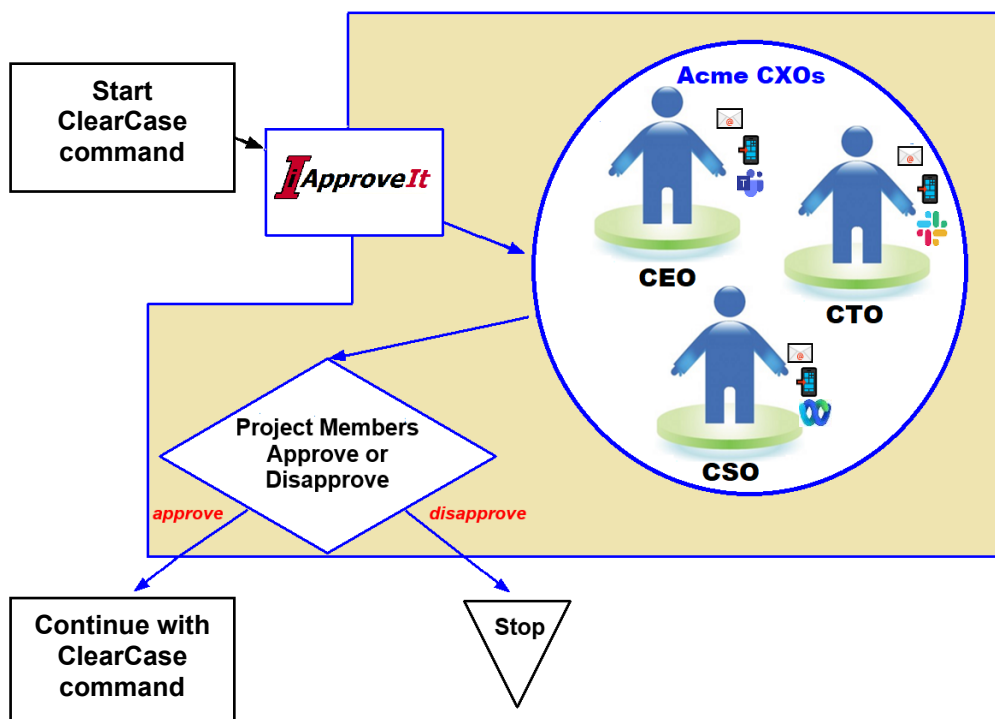 Start
ClearCase
command
iApproveIt
Acme CXOs
CEO
CTO
CSO
Project Members
Approve or
Disapprove
approve
disapprove
Continue with
ClearCase
command
Stop